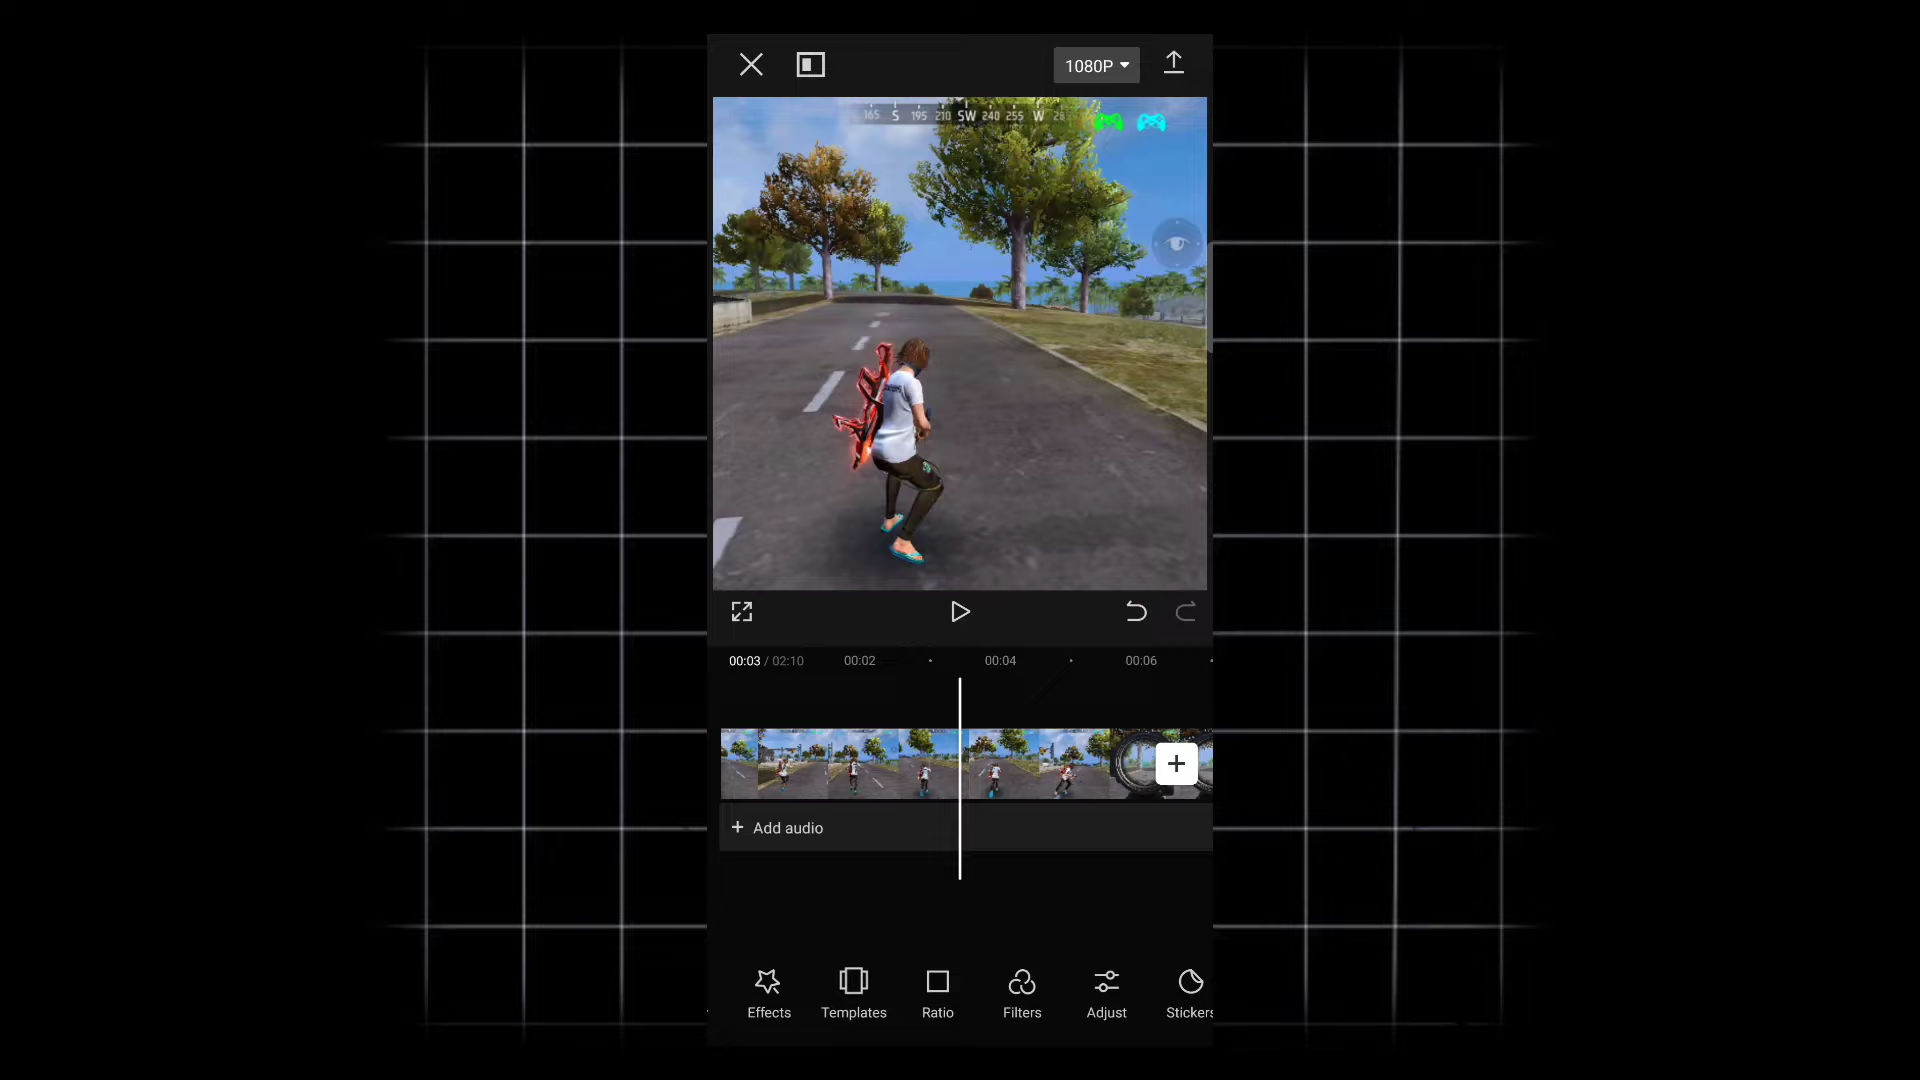 1080P
165 S 195 210 SW 240 255 W
00:03 / 02:10 00:02 00:04 00:06
+ Add audio
Effects Templates Ratio Filters Adjust Stickers